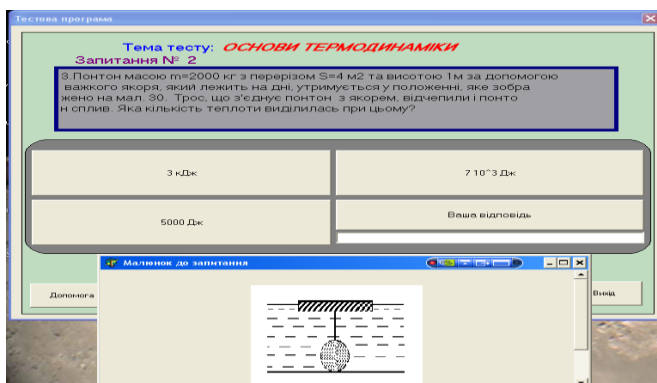 Тестова програма
Тема тесту: ОСНОВИ ТЕРМОДИНАМІКИ
Запитання № 2
3.Понтон масою m=2000 кг з перерізом S=4 м2 та висотою 1м за допомогою
важкого якоря, який лежить на дні, утримується у положенні, яке зобра
жено на мал. 30. Трос, що з'єднує понтон з якорем, відчепили і понто
н сплив. Яка кількість теплоти виділилась при цьому?
3 кДж
7 10^3 Дж
5000 Дж
Ваша відповідь
Малюнок до запитання
Допомога
Вихід